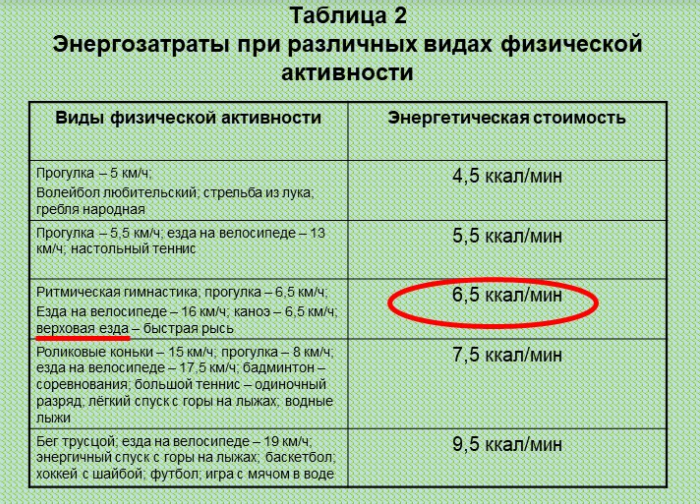 Таблица 2
Энергозатраты при различных видах физической
активности
Виды физической активности
Энергетическая стоимость
Прогулка – 5 км/ч;
Волейбол любительский; стрельба из лука;
гребля народная
4,5 ккал/мин
Прогулка – 5,5 км/ч; езда на велосипеде – 13
км/ч; настольный теннис
5,5 ккал/мин
Ритмическая гимнастика; прогулка – 6,5 км/ч;
Езда на велосипеде – 16 км/ч; каноэ – 6,5 км/ч;
верховая езда – быстрая рысь
6,5 ккал/мин
Роликовые коньки – 15 км/ч; прогулка – 8 км/ч;
езда на велосипеде – 17,5 км/ч; бадминтон –
соревнования; большой теннис – одиночный
разряд; лёгкий спуск с горы на лыжах; водные
лыжи
7,5 ккал/мин
Бег трусцой; езда на велосипеде – 19 км/ч;
энергичный спуск с горы на лыжах; баскетбол;
хоккей с шайбой; футбол; игра с мячом в воде
9,5 ккал/мин